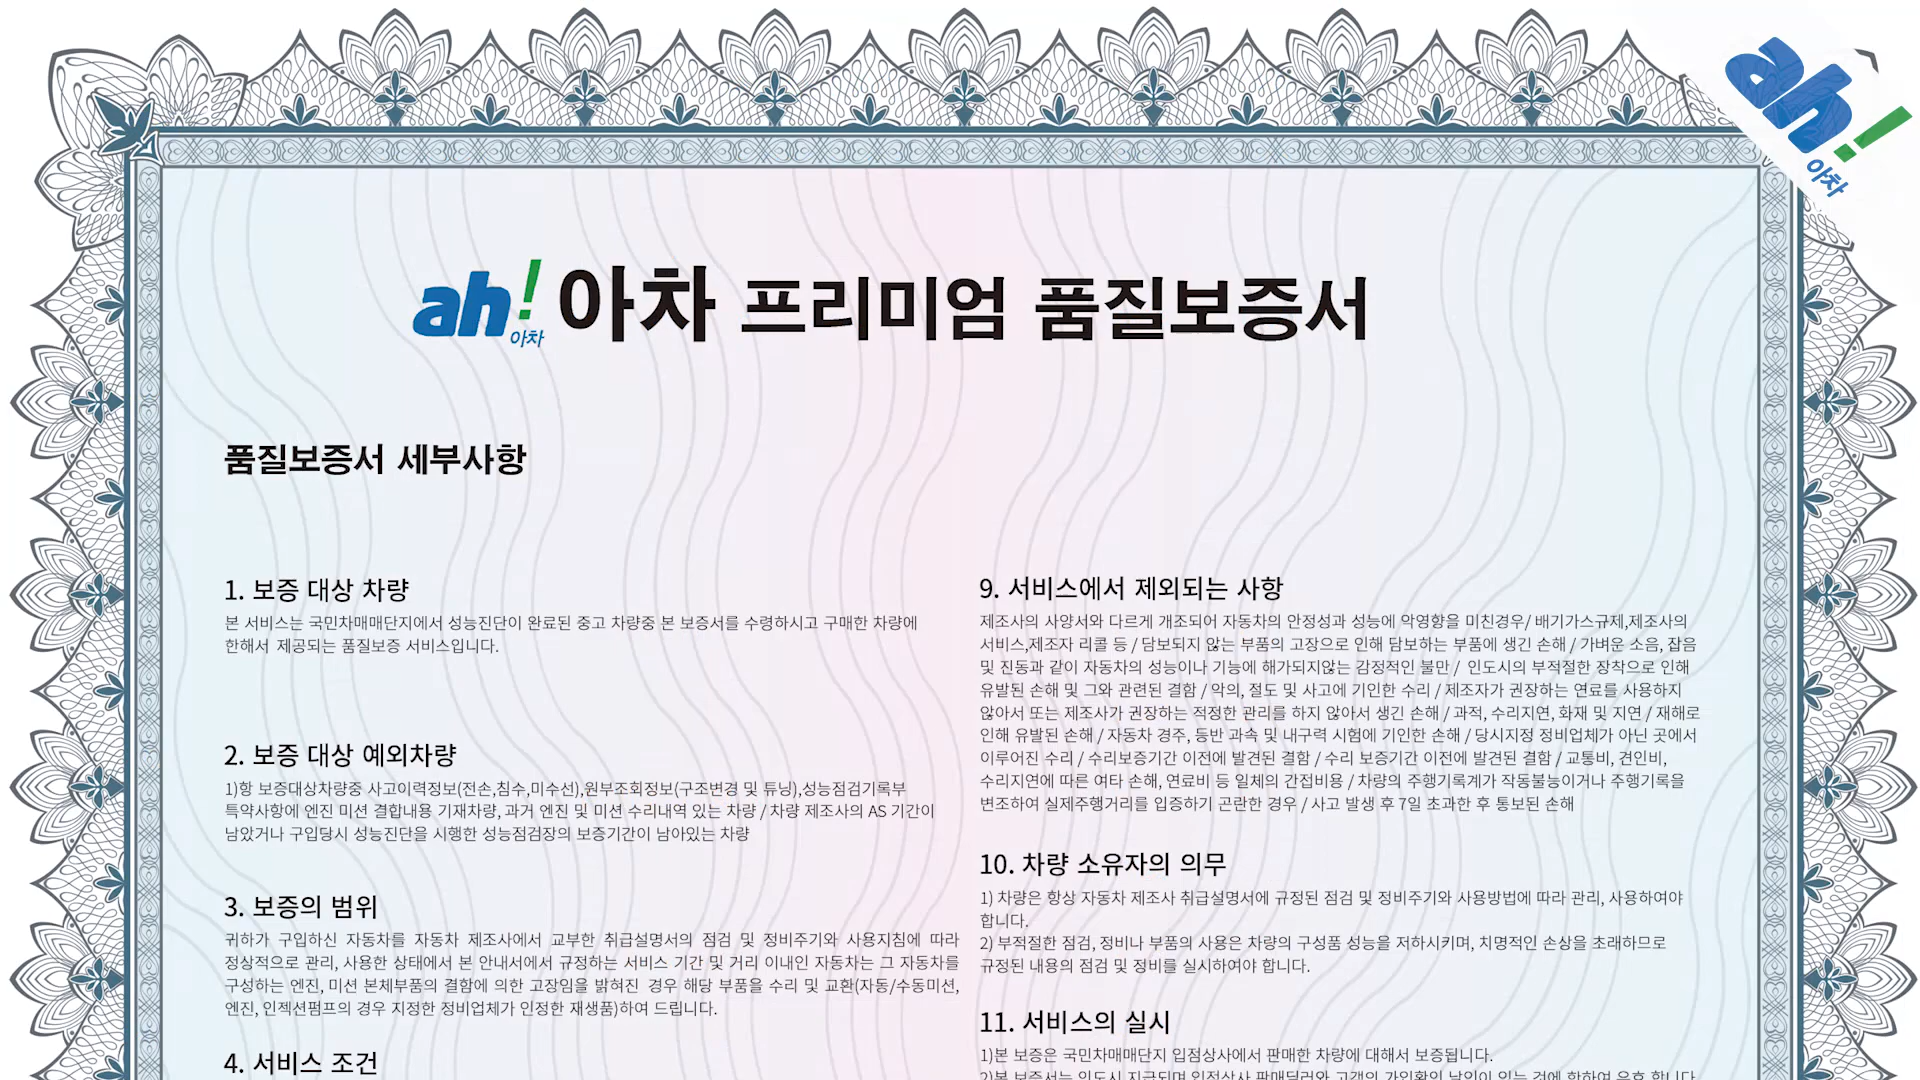 ah!
아차
ah!
아차
아차 프리미엄 품질보증서
품질보증서 세부사항
1. 보증 대상 차량
본 서비스는 국민차매매단지에서 성능진단이 완료된 중고 차량중 본 보증서를 수령하시고 구매한 차량에
한해서 제공되는 품질보증 서비스입니다.
2. 보증 대상 예외차량
1)항 보증대상차량중 사고이력정보(전손,침수,미수선),원부조회정보(구조변경 및 튜닝),성능점검기록부
특약사항에 엔진 미션 결합내용 기재차량, 과거 엔진 및 미션 수리내역 있는 차량 / 차량 제조사의 AS 기간이
남았거나 구입당시 성능진단을 시행한 성능점검장의 보증기간이 남아있는 차량
3. 보증의 범위
귀하가 구입하신 자동차를 자동차 제조사에서 교부한 취급설명서의 점검 및 정비주기와 사용지침에 따라
정상적으로 관리, 사용한 상태에서 본 안내서에서 규정하는 서비스 기간 및 거리 이내인 자동차는 그 자동차를
구성하는 엔진, 미션 본체부품의 결함에 의한 고장임을 밝혀진 경우 해당 부품을 수리 및 교환(자동/수동미션,
엔진, 인젝션펌프의 경우 지정한 정비업체가 인정한 재생품)하여 드립니다.
4. 서비스 조건
9. 서비스에서 제외되는 사항
제조사의 사양서와 다르게 개조되어 자동차의 안정성과 성능에 악영향을 미친경우/ 배기가스규제,제조사의
서비스,제조자 리콜 등 / 담보되지 않는 부품의 고장으로 인해 담보하는 부품에 생긴 손해 / 가벼운 소음, 잡음
및 진동과 같이 자동차의 성능이나 기능에 해가되지않는 감정적인 불만 / 인도시의 부적절한 장착으로 인해
유발된 손해 및 그와 관련된 결함 / 악의, 절도 및 사고에 기인한 수리 / 제조자가 권장하는 연료를 사용하지
않아서 또는 제조사가 권장하는 적정한 관리를 하지 않아서 생긴 손해 / 과적, 수리지연, 화재 및 지연 / 재해로
인해 유발된 손해 / 자동차 경주, 등반 과속 및 내구력 시험에 기인한 손해 / 당시지정 정비업체가 아닌 곳에서
이루어진 수리 / 수리보증기간 이전에 발견된 결함 / 수리 보증기간 이전에 발견된 결함 / 교통비, 견인비,
수리지연에 따른 여타 손해, 연료비 등 일체의 간접비용 / 차량의 주행기록계가 작동불능이거나 주행기록을
변조하여 실제주행거리를 입증하기 곤란한 경우 / 사고 발생 후 7일 초과한 후 통보된 손해
10. 차량 소유자의 의무
1) 차량은 항상 자동차 제조사 취급설명서에 규정된 점검 및 정비주기와 사용방법에 따라 관리, 사용하여야
합니다.
2) 부적절한 점검, 정비나 부품의 사용은 차량의 구성품 성능을 저하시키며, 치명적인 손상을 초래하므로
규정된 내용의 점검 및 정비를 실시하여야 합니다.
11. 서비스의 실시
1)본 보증은 국민차매매단지 입점상사에서 판매한 차량에 대해서 보증됩니다.
2)본 보증서는 인도시 지급되며 입점상사 판매딜러와 고객의 가입확인 날인이 있는 것에 한하여 유효 합니다.